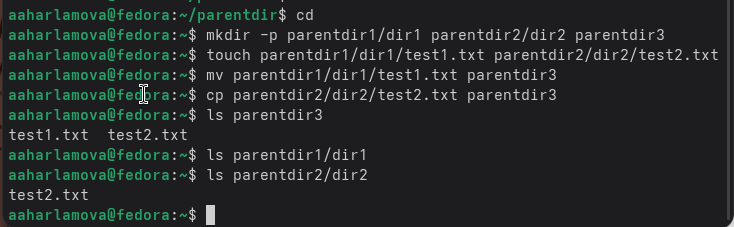 aaharlamova@fedora:~/parentdir$ cd
aaharlamova@fedora:~$ mkdir -p parentdir1/dir1 parentdir2/dir2 parentdir3
aaharlamova@fedora:~$ touch parentdir1/dir1/test1.txt parentdir2/dir2/test2.txt
aaharlamova@fedora:~$ mv parentdir1/dir1/test1.txt parentdir3
aaharlamova@fedora:~$ cp parentdir2/dir2/test2.txt parentdir3
aaharlamova@fedora:~$ ls parentdir3
test1.txt  test2.txt
aaharlamova@fedora:~$ ls parentdir1/dir1
aaharlamova@fedora:~$ ls parentdir2/dir2
test2.txt
aaharlamova@fedora:~$